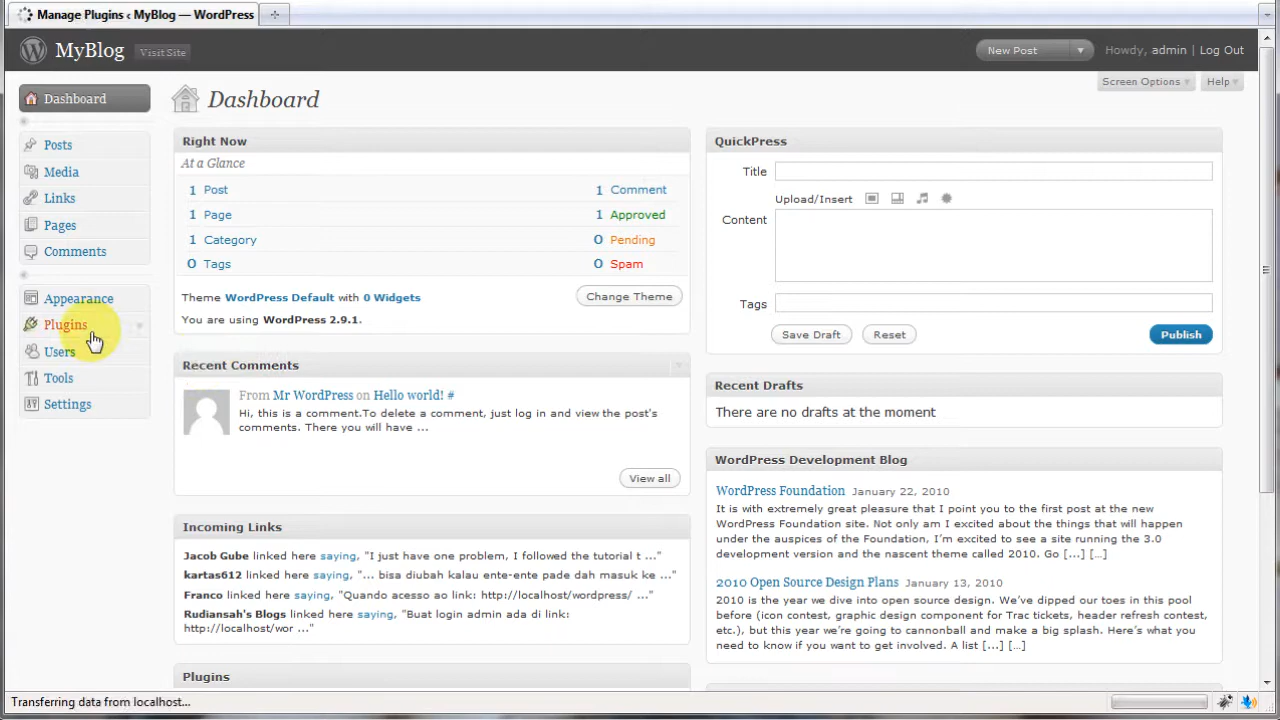 Manage Plugins ‹ MyBlog — WordPress
MyBlog Visit Site
New Post
Howdy, admin | Log Out
Screen Options
Help
Dashboard
Posts
Media
Links
Pages
Comments
Appearance
Plugins
Users
Tools
Settings
Dashboard
Right Now
At a Glance
1 Post 1 Comment
1 Page 1 Approved
1 Category 0 Pending
0 Tags 0 Spam
Theme WordPress Default with 0 Widgets Change Theme
You are using WordPress 2.9.1.
Recent Comments
From Mr WordPress on Hello world! #
Hi, this is a comment.To delete a comment, just log in and view the post's
comments. There you will have ...
View all
Incoming Links
Jacob Gube linked here saying, "I just have one problem, I followed the tutorial t ..."
kartas612 linked here saying, "... bisa diubah kalau ente-ente pade dah masuk ke ..."
Franco linked here saying, "Quando acesso ao link: http://localhost/wordpress/ ..."
Rudiansah's Blogs linked here saying, "Buat login admin ada di link:
http://localhost/wor ..."
Plugins
QuickPress
Title
Upload/Insert
Content
Tags
Save Draft Reset Publish
Recent Drafts
There are no drafts at the moment
WordPress Development Blog
WordPress Foundation January 22, 2010
It is with extremely great pleasure that I point you to the first post at the new
WordPress Foundation site. Not only am I excited about the things that will happen
under the auspices of the Foundation, I'm excited to see a site running the 3.0
development version and the nascent theme called 2010. Go [...] […]
2010 Open Source Design Plans January 13, 2010
2010 is the year we dive into open source design. We've dipped our toes in this pool
before (icon contest, graphic design component for Trac tickets, header refresh contest,
etc.), but this year we're going to cannonball and make a big splash. Here's what you
need to know if you want to get involved. A list [...] […]
Transferring data from localhost...